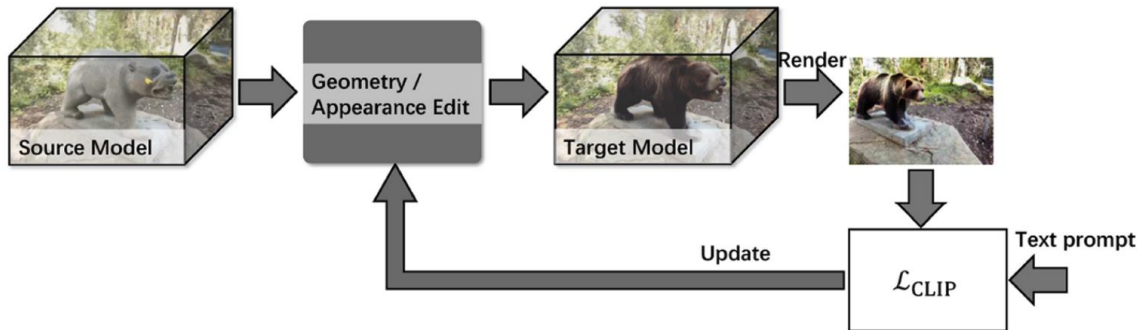 Render
Geometry /
Appearance Edit
Source Model
Target Model
Update
Text prompt
ℒCLIP